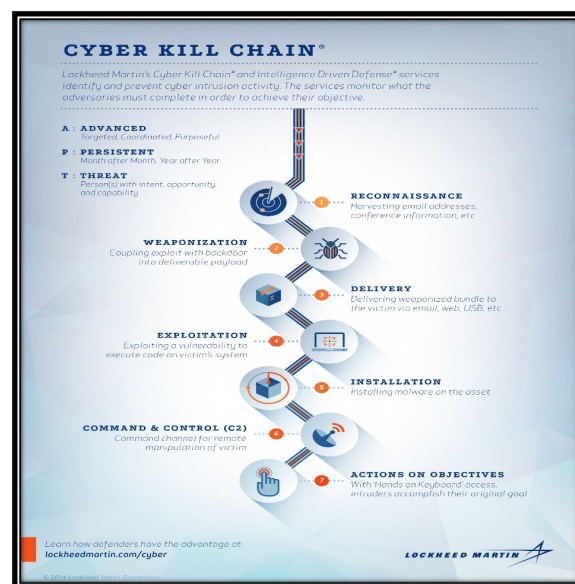 CYBER KILL CHAIN®
Lockheed Martin's Cyber Kill Chain® and Intelligence Driven Defense® services
identify and prevent cyber intrusion activity. The services monitor what the
adversaries must complete in order to achieve their objective.
A : ADVANCED
Targeted, Coordinated, Purposeful
P : PERSISTENT
Month after Month, Year after Year
T : THREAT
Person(s) with intent, opportunity,
and capability
1
RECONNAISSANCE
Harvesting email addresses,
conference information, etc
WEAPONIZATION
Coupling exploit with backdoor
into deliverable payload
2
3
DELIVERY
Delivering weaponized bundle to
the victim via email, web, USB, etc
EXPLOITATION
Exploiting a vulnerability to
execute code on victim's system
4
5
INSTALLATION
Installing malware on the asset
COMMAND & CONTROL (C2)
Command channel for remote
manipulation of victim
6
7
ACTIONS ON OBJECTIVES
With 'Hands on Keyboard' access,
intruders accomplish their original goal
Learn how defenders have the advantage at:
lockheedmartin.com/cyber
LOCKHEED MARTIN
© 2014 Lockheed Martin Corporation